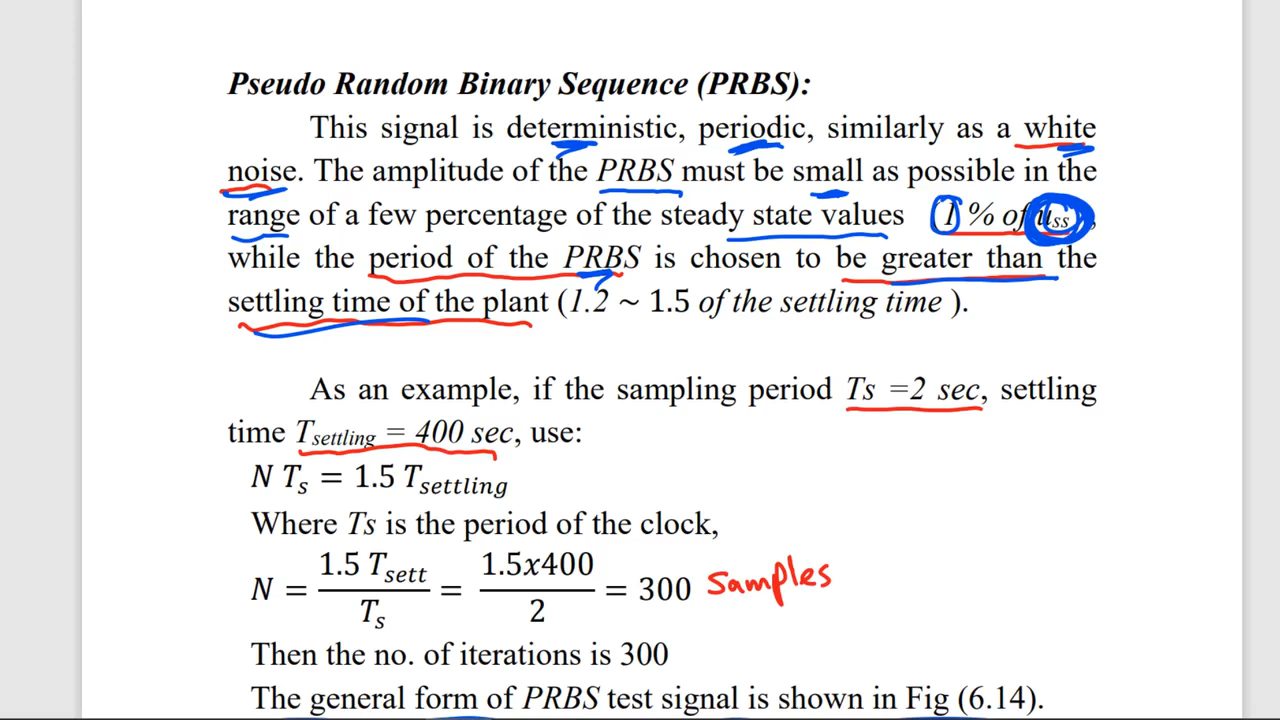 Pseudo Random Binary Sequence (PRBS):
This signal is deterministic, periodic, similarly as a white
noise. The amplitude of the PRBS must be small as possible in the
range of a few percentage of the steady state values (1 % of uss),
while the period of the PRBS is chosen to be greater than the
settling time of the plant (1.2 ~ 1.5 of the settling time ).
As an example, if the sampling period Ts =2 sec, settling
time Tsettling = 400 sec, use:
N Ts = 1.5 Tsettling
Where Ts is the period of the clock,
N = 1.5 Tsett / Ts = 1.5x400 / 2 = 300 Samples
Then the no. of iterations is 300
The general form of PRBS test signal is shown in Fig (6.14).